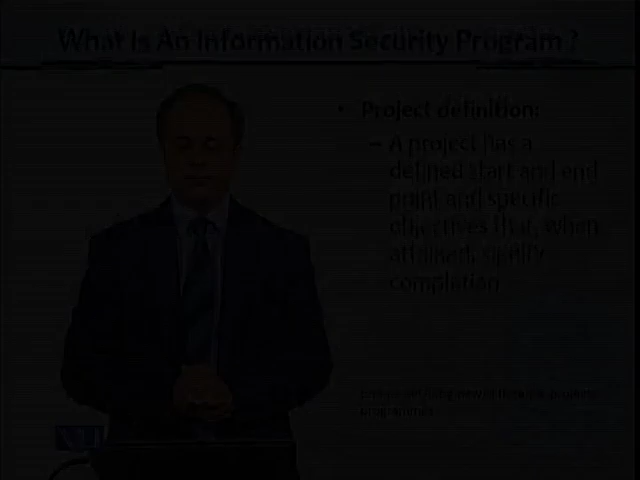 What Is An Information Security Program ?
• Project definition:
– A project has a
defined start and end
point and specific
objectives that, when
attained, signify
completion